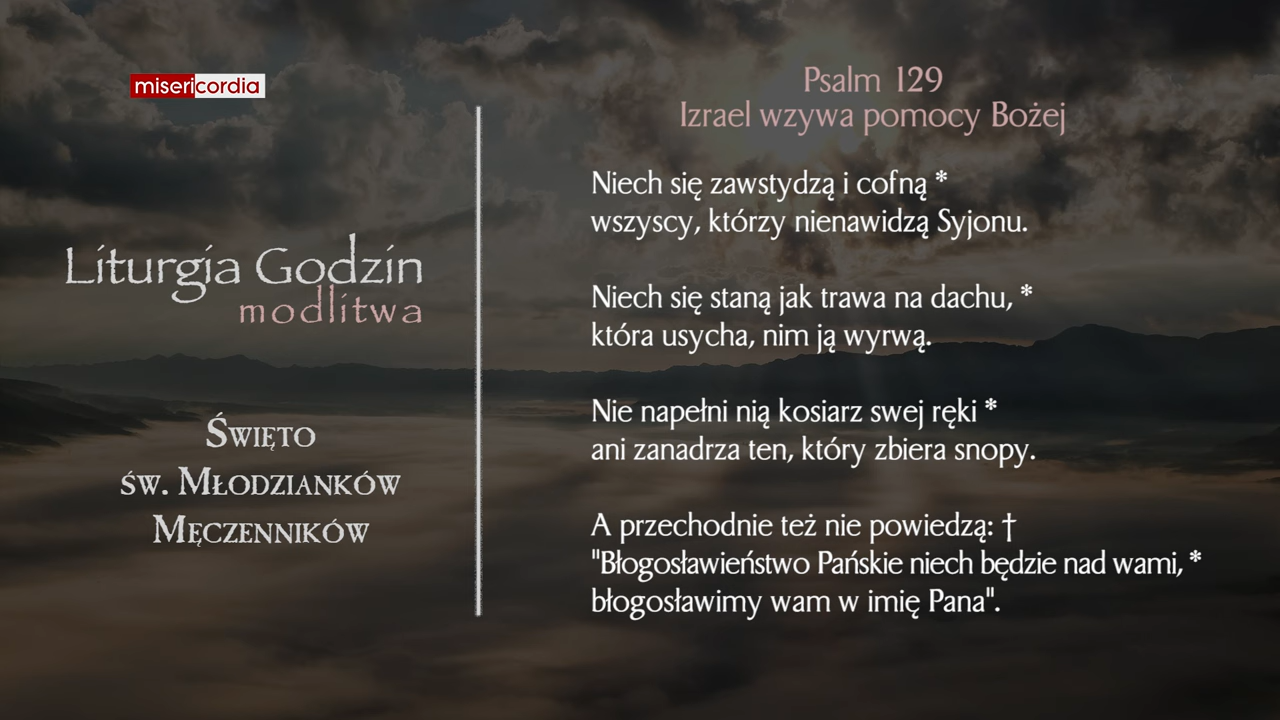 misericordia
Liturgia Godzin
modlitwa
Święto
św. Młodzianków
Męczenników
Psalm 129
Izrael wzywa pomocy Bożej
Niech się zawstydzą i cofną *
wszyscy, którzy nienawidzą Syjonu.
Niech się staną jak trawa na dachu, *
która usycha, nim ją wyrwą.
Nie napełni nią kosiarz swej ręki *
ani zanadrza ten, który zbiera snopy.
A przechodnie też nie powiedzą: †
"Błogosławieństwo Pańskie niech będzie nad wami, *
błogosławimy wam w imię Pana".